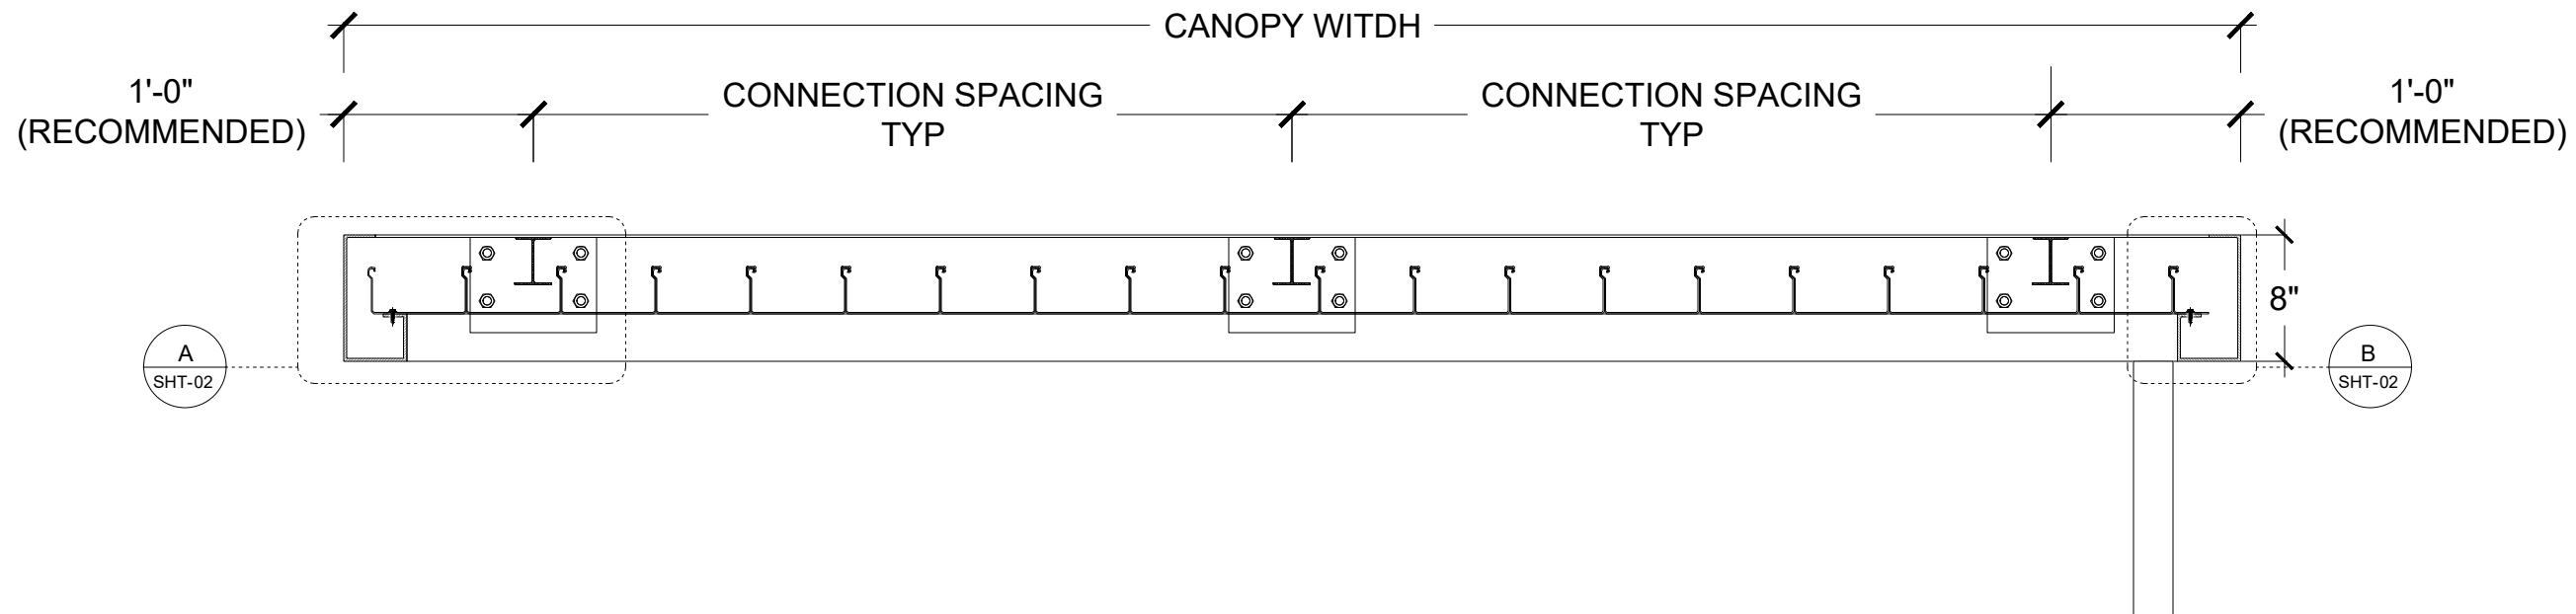 CANOPY WITDH
1'-0"
(RECOMMENDED)
CONNECTION SPACING
TYP
CONNECTION SPACING
TYP
1'-0"
(RECOMMENDED)
8"
A
SHT-02
B
SHT-02